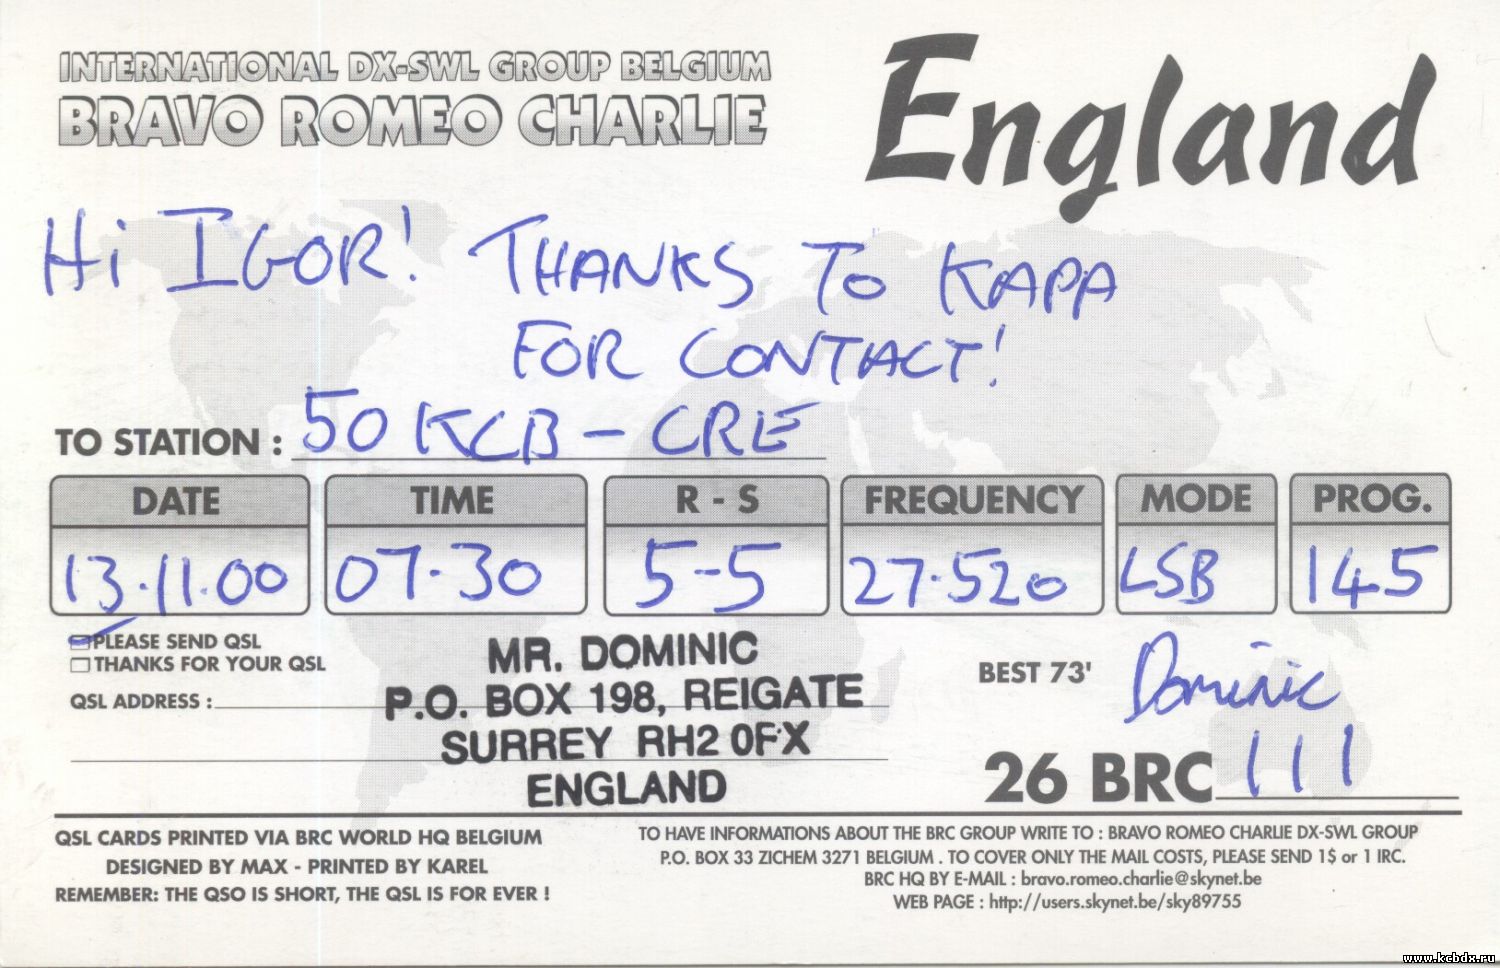 INTERNATIONAL DX-SWL GROUP BELGIUM
BRAVO ROMEO CHARLIE
England
Hi IGOR! THANKS TO KAPA
FOR CONTACT!
TO STATION : 50 KCB - CRE
DATE TIME R - S FREQUENCY MODE PROG.
13.11.00 07.30 5-5 27.520 LSB 145
PLEASE SEND QSL
THANKS FOR YOUR QSL
QSL ADDRESS :
MR. DOMINIC
P.O. BOX 198, REIGATE
SURREY RH2 0FX
ENGLAND
BEST 73' Dominic
26 BRC 111
QSL CARDS PRINTED VIA BRC WORLD HQ BELGIUM
DESIGNED BY MAX - PRINTED BY KAREL
REMEMBER: THE QSO IS SHORT, THE QSL IS FOR EVER !
TO HAVE INFORMATIONS ABOUT THE BRC GROUP WRITE TO : BRAVO ROMEO CHARLIE DX-SWL GROUP
P.O. BOX 33 ZICHEM 3271 BELGIUM . TO COVER ONLY THE MAIL COSTS, PLEASE SEND 1$ or 1 IRC.
BRC HQ BY E-MAIL : bravo.romeo.charlie@skynet.be
WEB PAGE : http://users.skynet.be/sky89755
www.kcbdx.ru